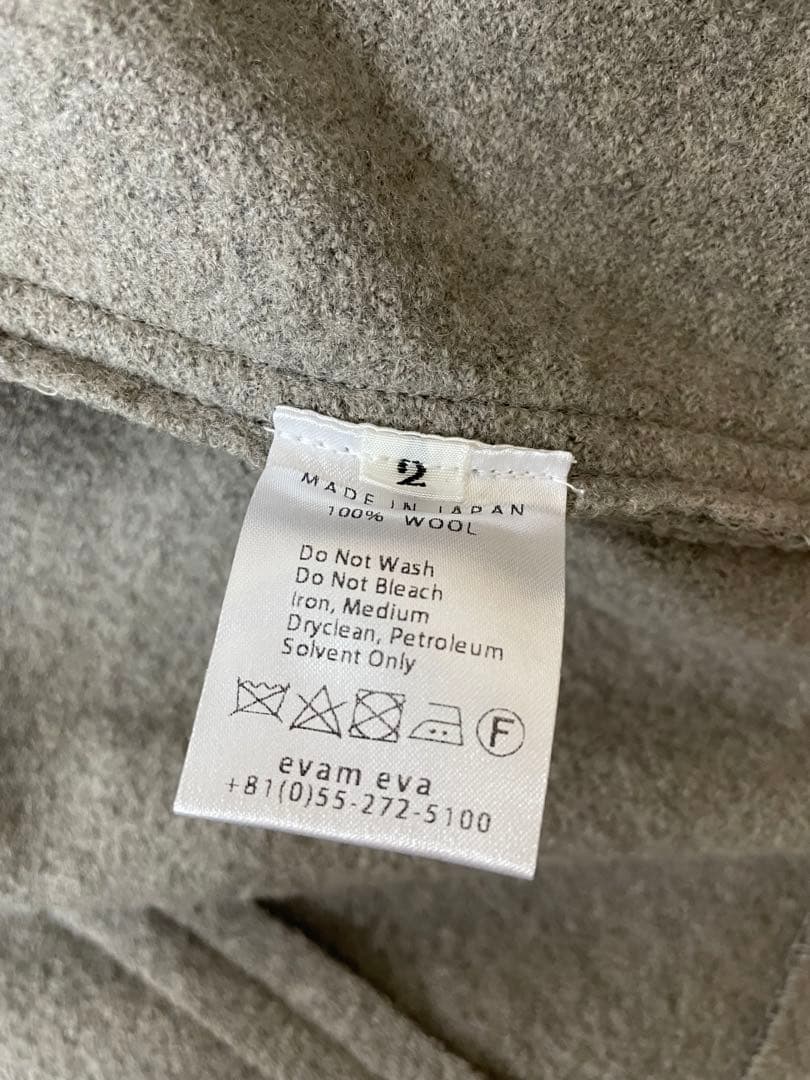 2
MADE IN JAPAN
100% WOOL
Do Not Wash
Do Not Bleach
Iron, Medium
Dryclean, Petroleum
Solvent Only
F
evam eva
+81(0)55-272-5100